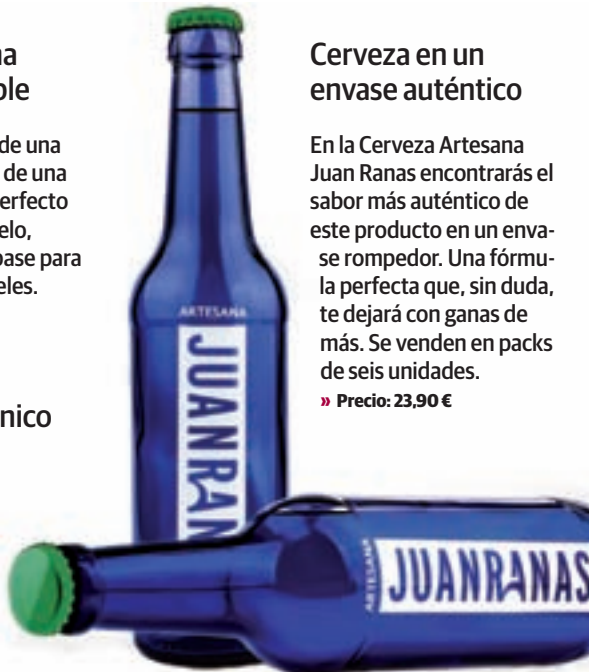 na
ble
de una
de una
erfecto
elo,
base para
eles.
nico
Cerveza en un
envase auténtico
En la Cerveza Artesana
Juan Ranas encontrarás el
sabor más auténtico de
este producto en un enva-
se rompedor. Una fórmu-
la perfecta que, sin duda,
te dejará con ganas de
más. Se venden en packs
de seis unidades.
» Precio: 23,90 €
ARTESANA
JUANRAN
ARTESANA
JUANRANAS